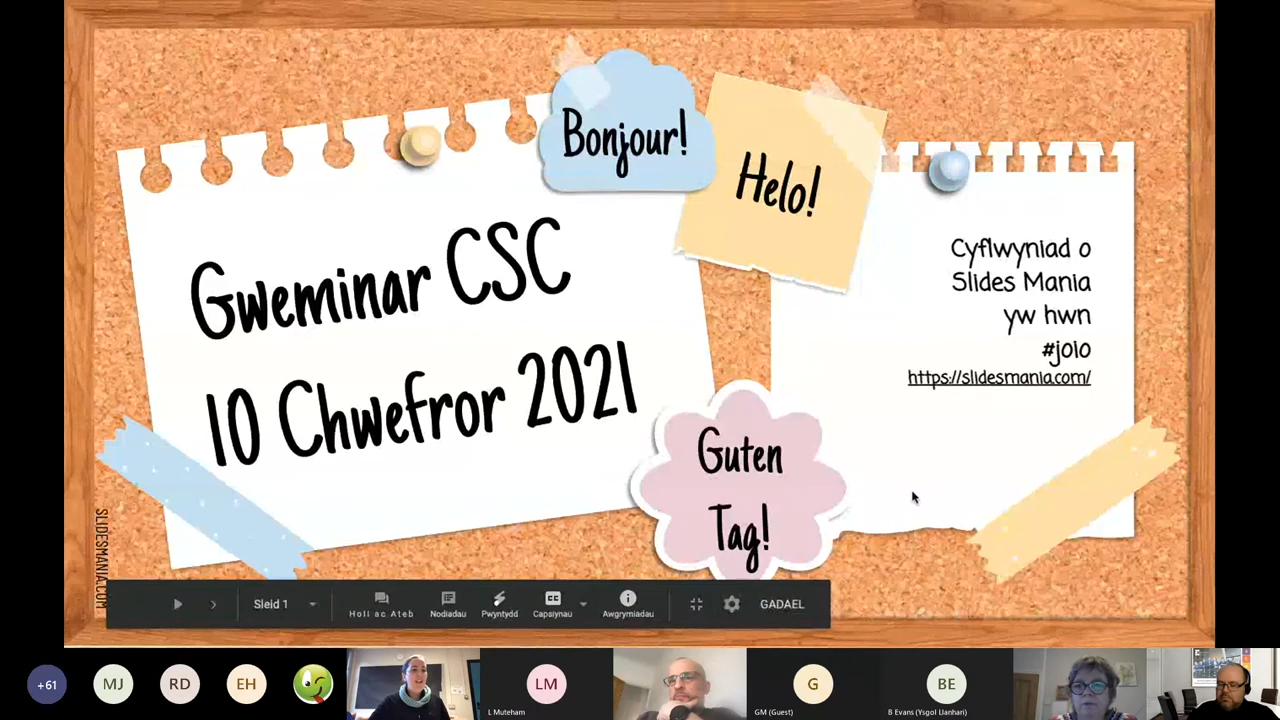 Bonjour!
Helo!
Gweminar CSC
10 Chwefror 2021
Cyflwyniad o
Slides Mania
yw hwn
#joio
https://slidesmania.com/
Guten
Tag!
SLIDESMANIA.COM
Sleid 1
Holi ac Ateb
Nodiadau
Pwyntydd
Capsiynau
Awgrymiadau
GADAEL
+61
MJ
RD
EH
LM
L Muteham
G
GM (Guest)
BE
B Evans (Ysgol Llanhari)